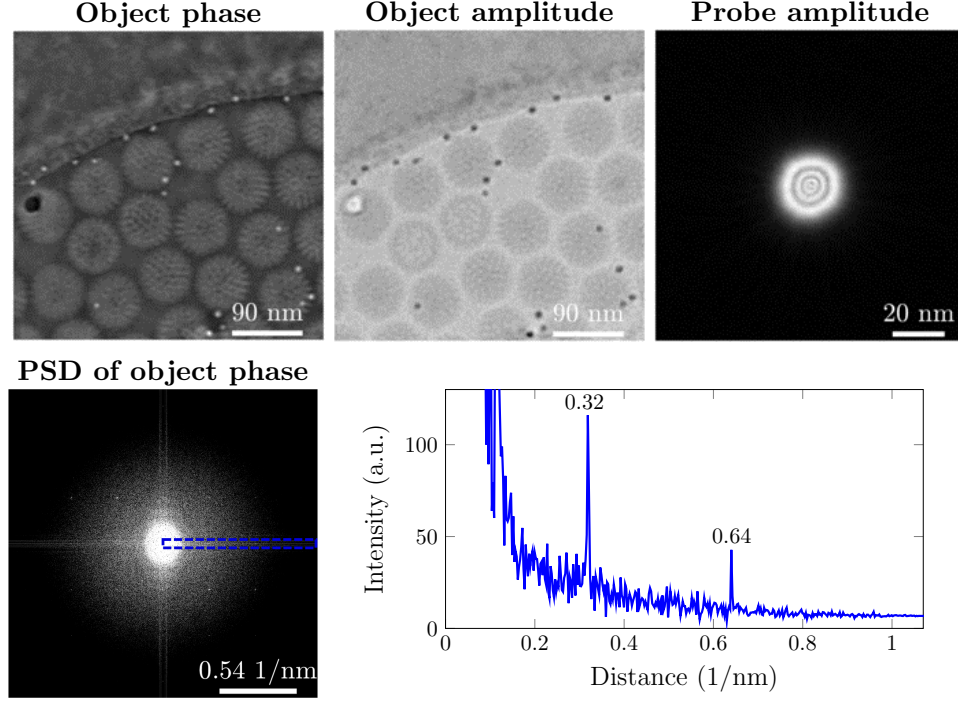 Object phase
Object amplitude
Probe amplitude
90 nm
90 nm
20 nm
PSD of object phase
0.54 1/nm
Intensity (a.u.)
100
50
0
0.32
0.64
0
0.2
0.4
0.6
0.8
1
Distance (1/nm)